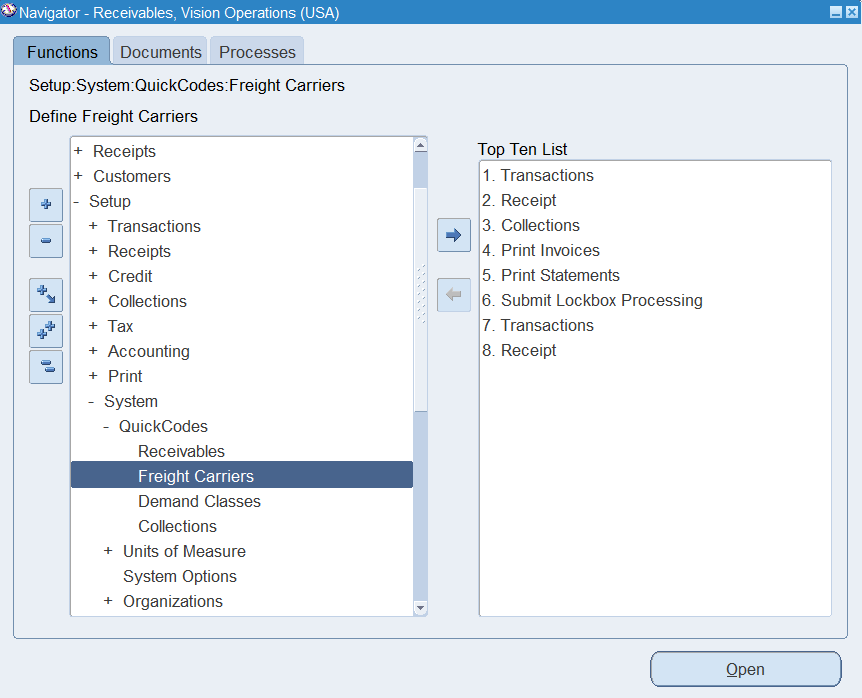 Navigator - Receivables, Vision Operations (USA)
Functions
Documents
Processes
Setup:System:QuickCodes:Freight Carriers
Define Freight Carriers
+ Receipts
+ Customers
- Setup
+ Transactions
+ Receipts
+ Credit
+ Collections
+ Tax
+ Accounting
+ Print
- System
- QuickCodes
Receivables
Freight Carriers
Demand Classes
Collections
+ Units of Measure
System Options
+ Organizations
Top Ten List
1. Transactions
2. Receipt
3. Collections
4. Print Invoices
5. Print Statements
6. Submit Lockbox Processing
7. Transactions
8. Receipt
Open